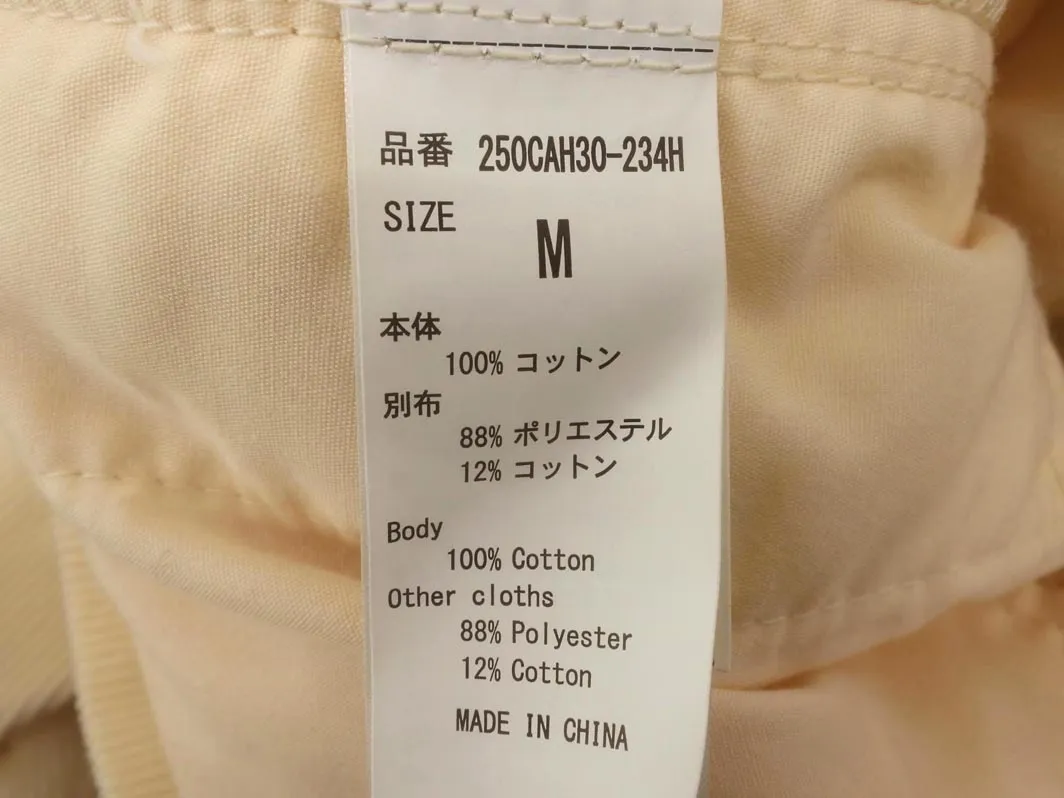 品番 250CAH30-234H
SIZE
M
本体
100% コットン
別布
88% ポリエステル
12% コットン
Body
100% Cotton
Other cloths
88% Polyester
12% Cotton
MADE IN CHINA